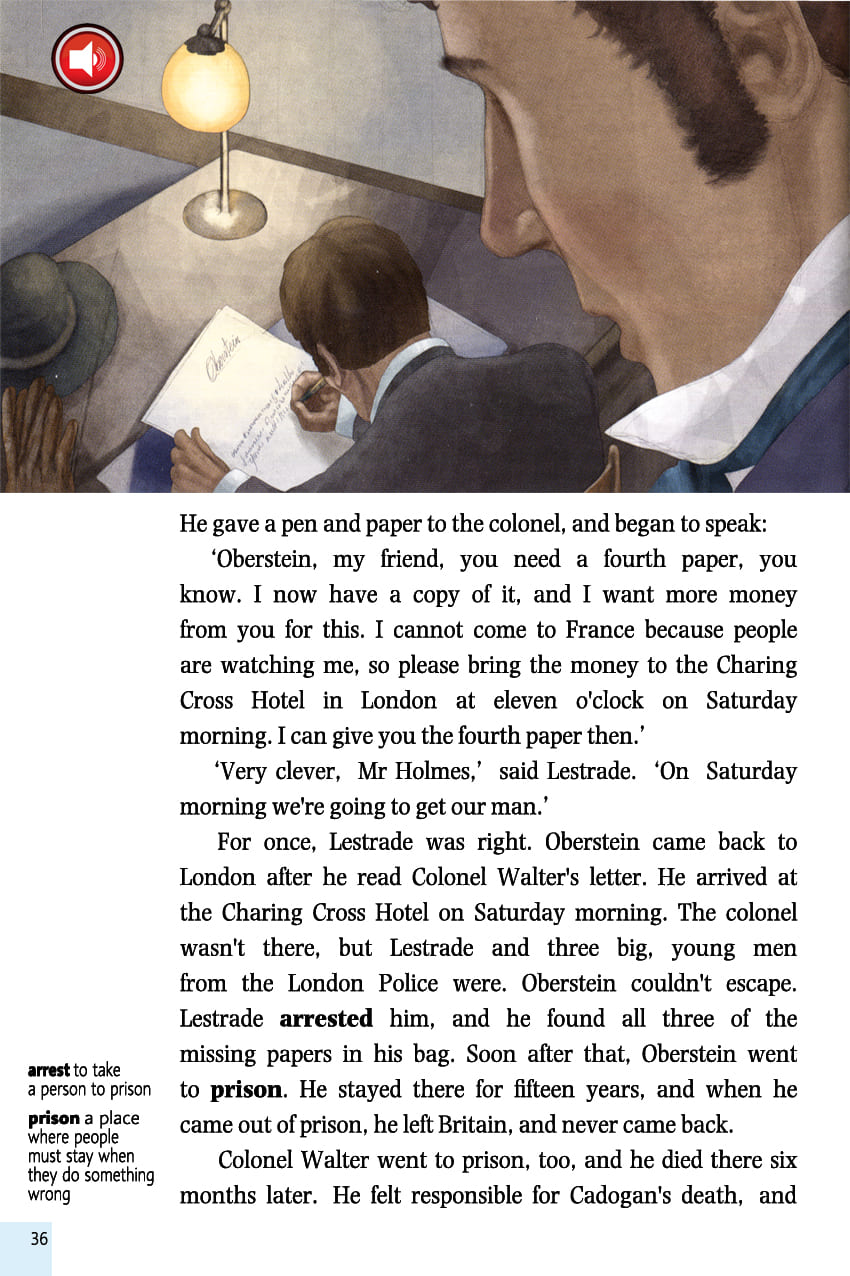 Oberstein
He gave a pen and paper to the colonel, and began to speak:
‘Oberstein, my friend, you need a fourth paper, you
know. I now have a copy of it, and I want more money
from you for this. I cannot come to France because people
are watching me, so please bring the money to the Charing
Cross Hotel in London at eleven o'clock on Saturday
morning. I can give you the fourth paper then.’
‘Very clever, Mr Holmes,’ said Lestrade. ‘On Saturday
morning we're going to get our man.’
For once, Lestrade was right. Oberstein came back to
London after he read Colonel Walter's letter. He arrived at
the Charing Cross Hotel on Saturday morning. The colonel
wasn't there, but Lestrade and three big, young men
from the London Police were. Oberstein couldn't escape.
Lestrade arrested him, and he found all three of the
missing papers in his bag. Soon after that, Oberstein went
to prison. He stayed there for fifteen years, and when he
came out of prison, he left Britain, and never came back.
Colonel Walter went to prison, too, and he died there six
months later. He felt responsible for Cadogan's death, and
arrest to take
a person to prison
prison a place
where people
must stay when
they do something
wrong
36